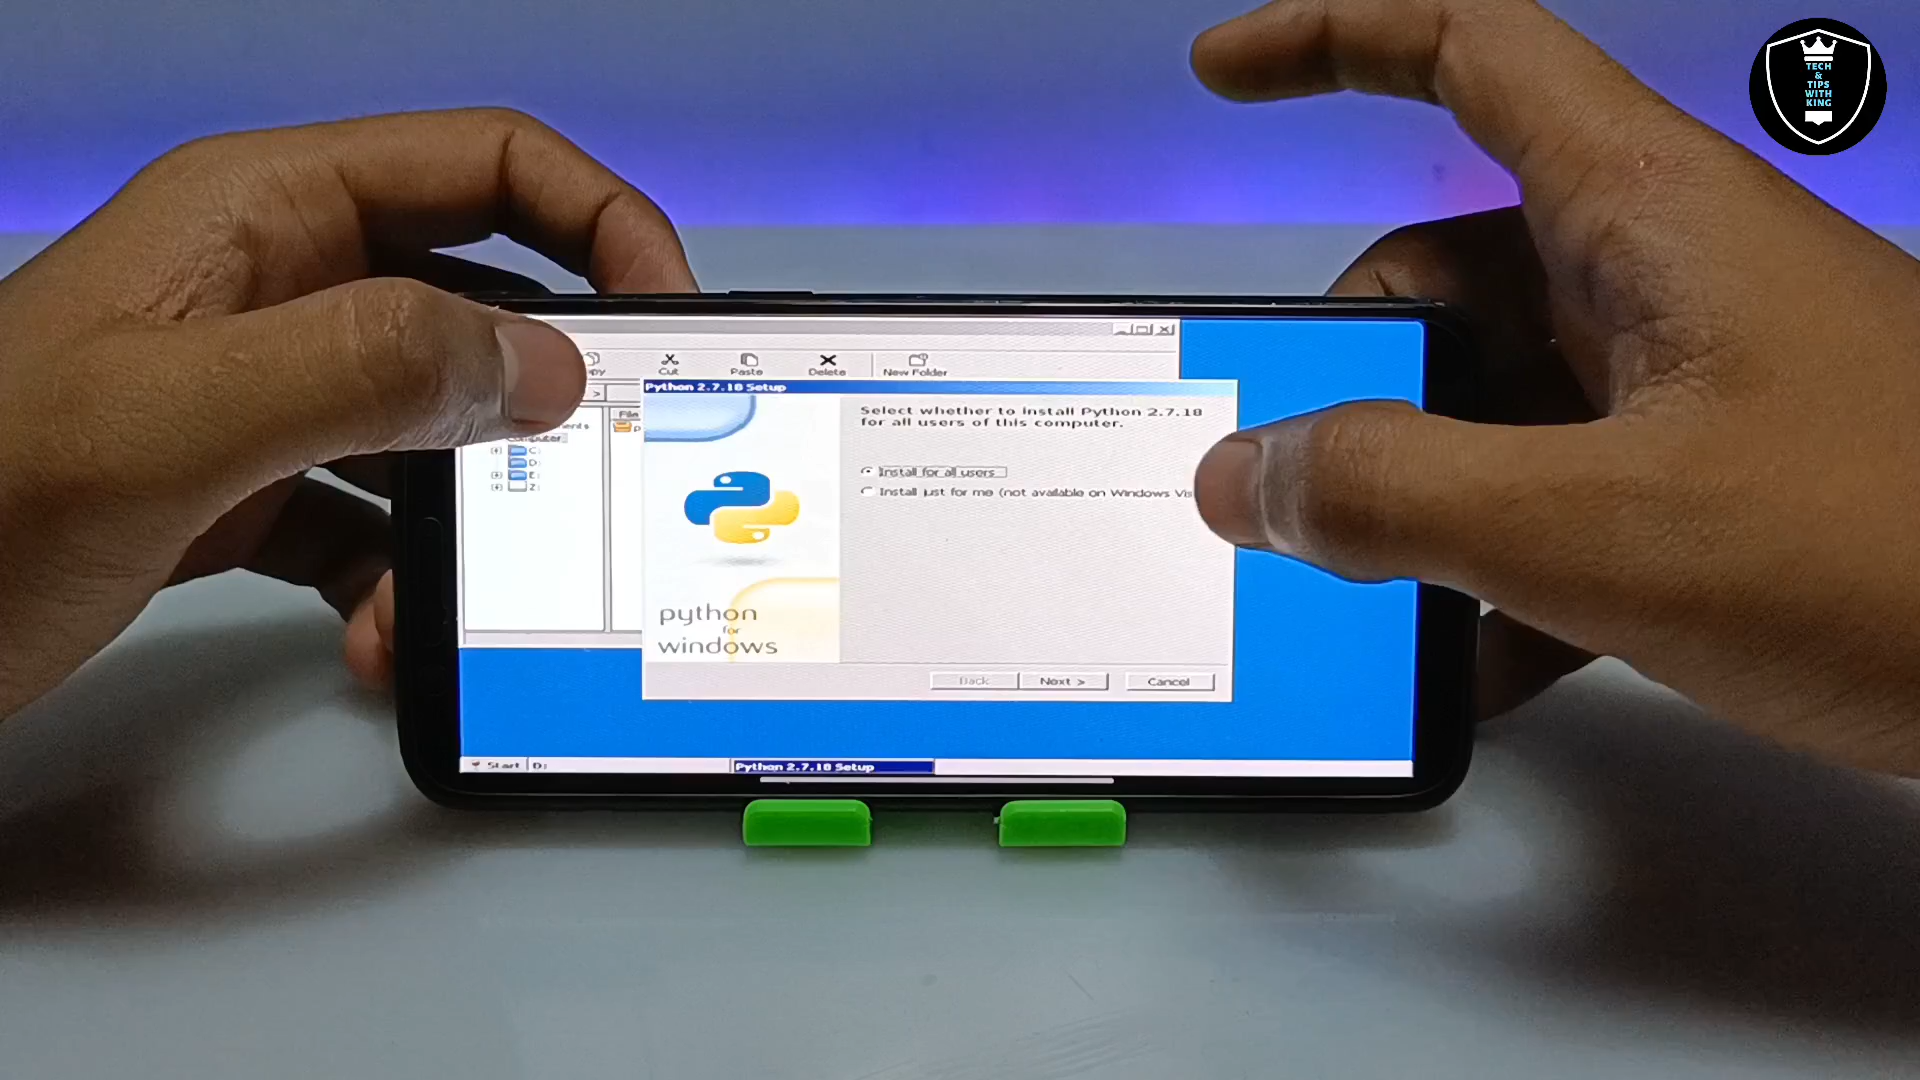 TECH
&
TIPS
WITH
KING
Cut
Paste
Delete
New Folder
Python 2.7.18 Setup
>
Computer
C:
D:
E:
Z:
Select whether to install Python 2.7.18
for all users of this computer.
Install for all users
Install just for me (not available on Windows Vis
python
for
windows
Back
Next >
Cancel
Start
D:
Python 2.7.18 Setup